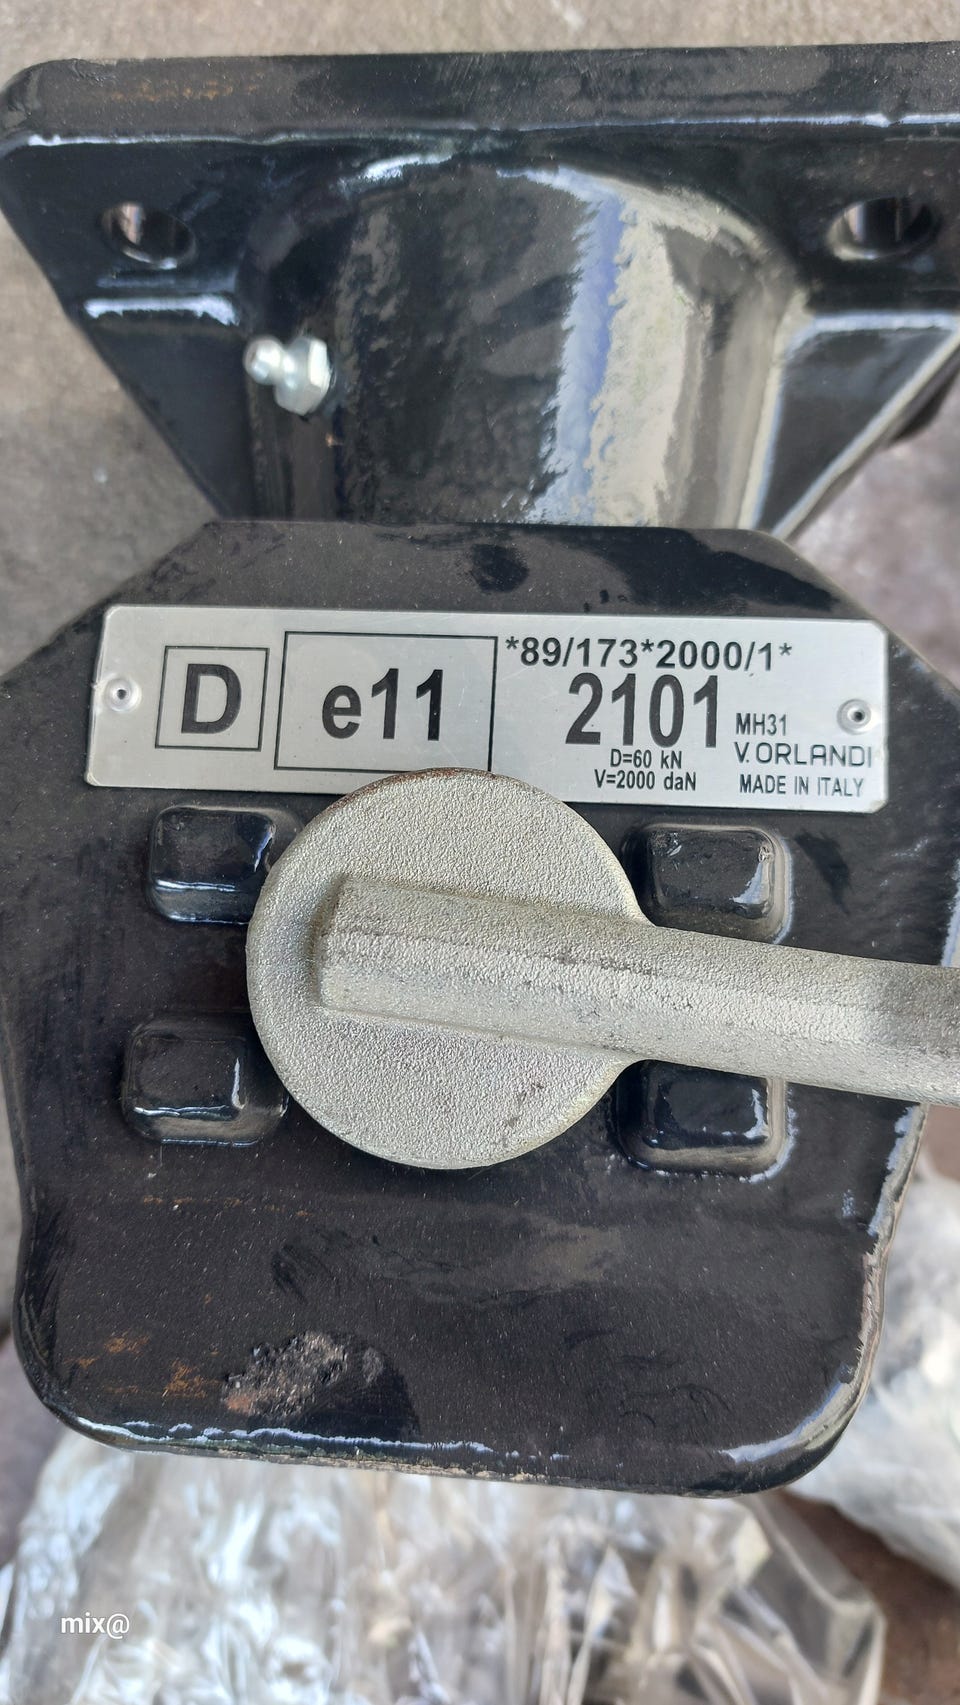 D
e11
*89/173*2000/1*
2101
MH31
D=60 kN
V=2000 daN
V.ORLANDI
MADE IN ITALY
mix@